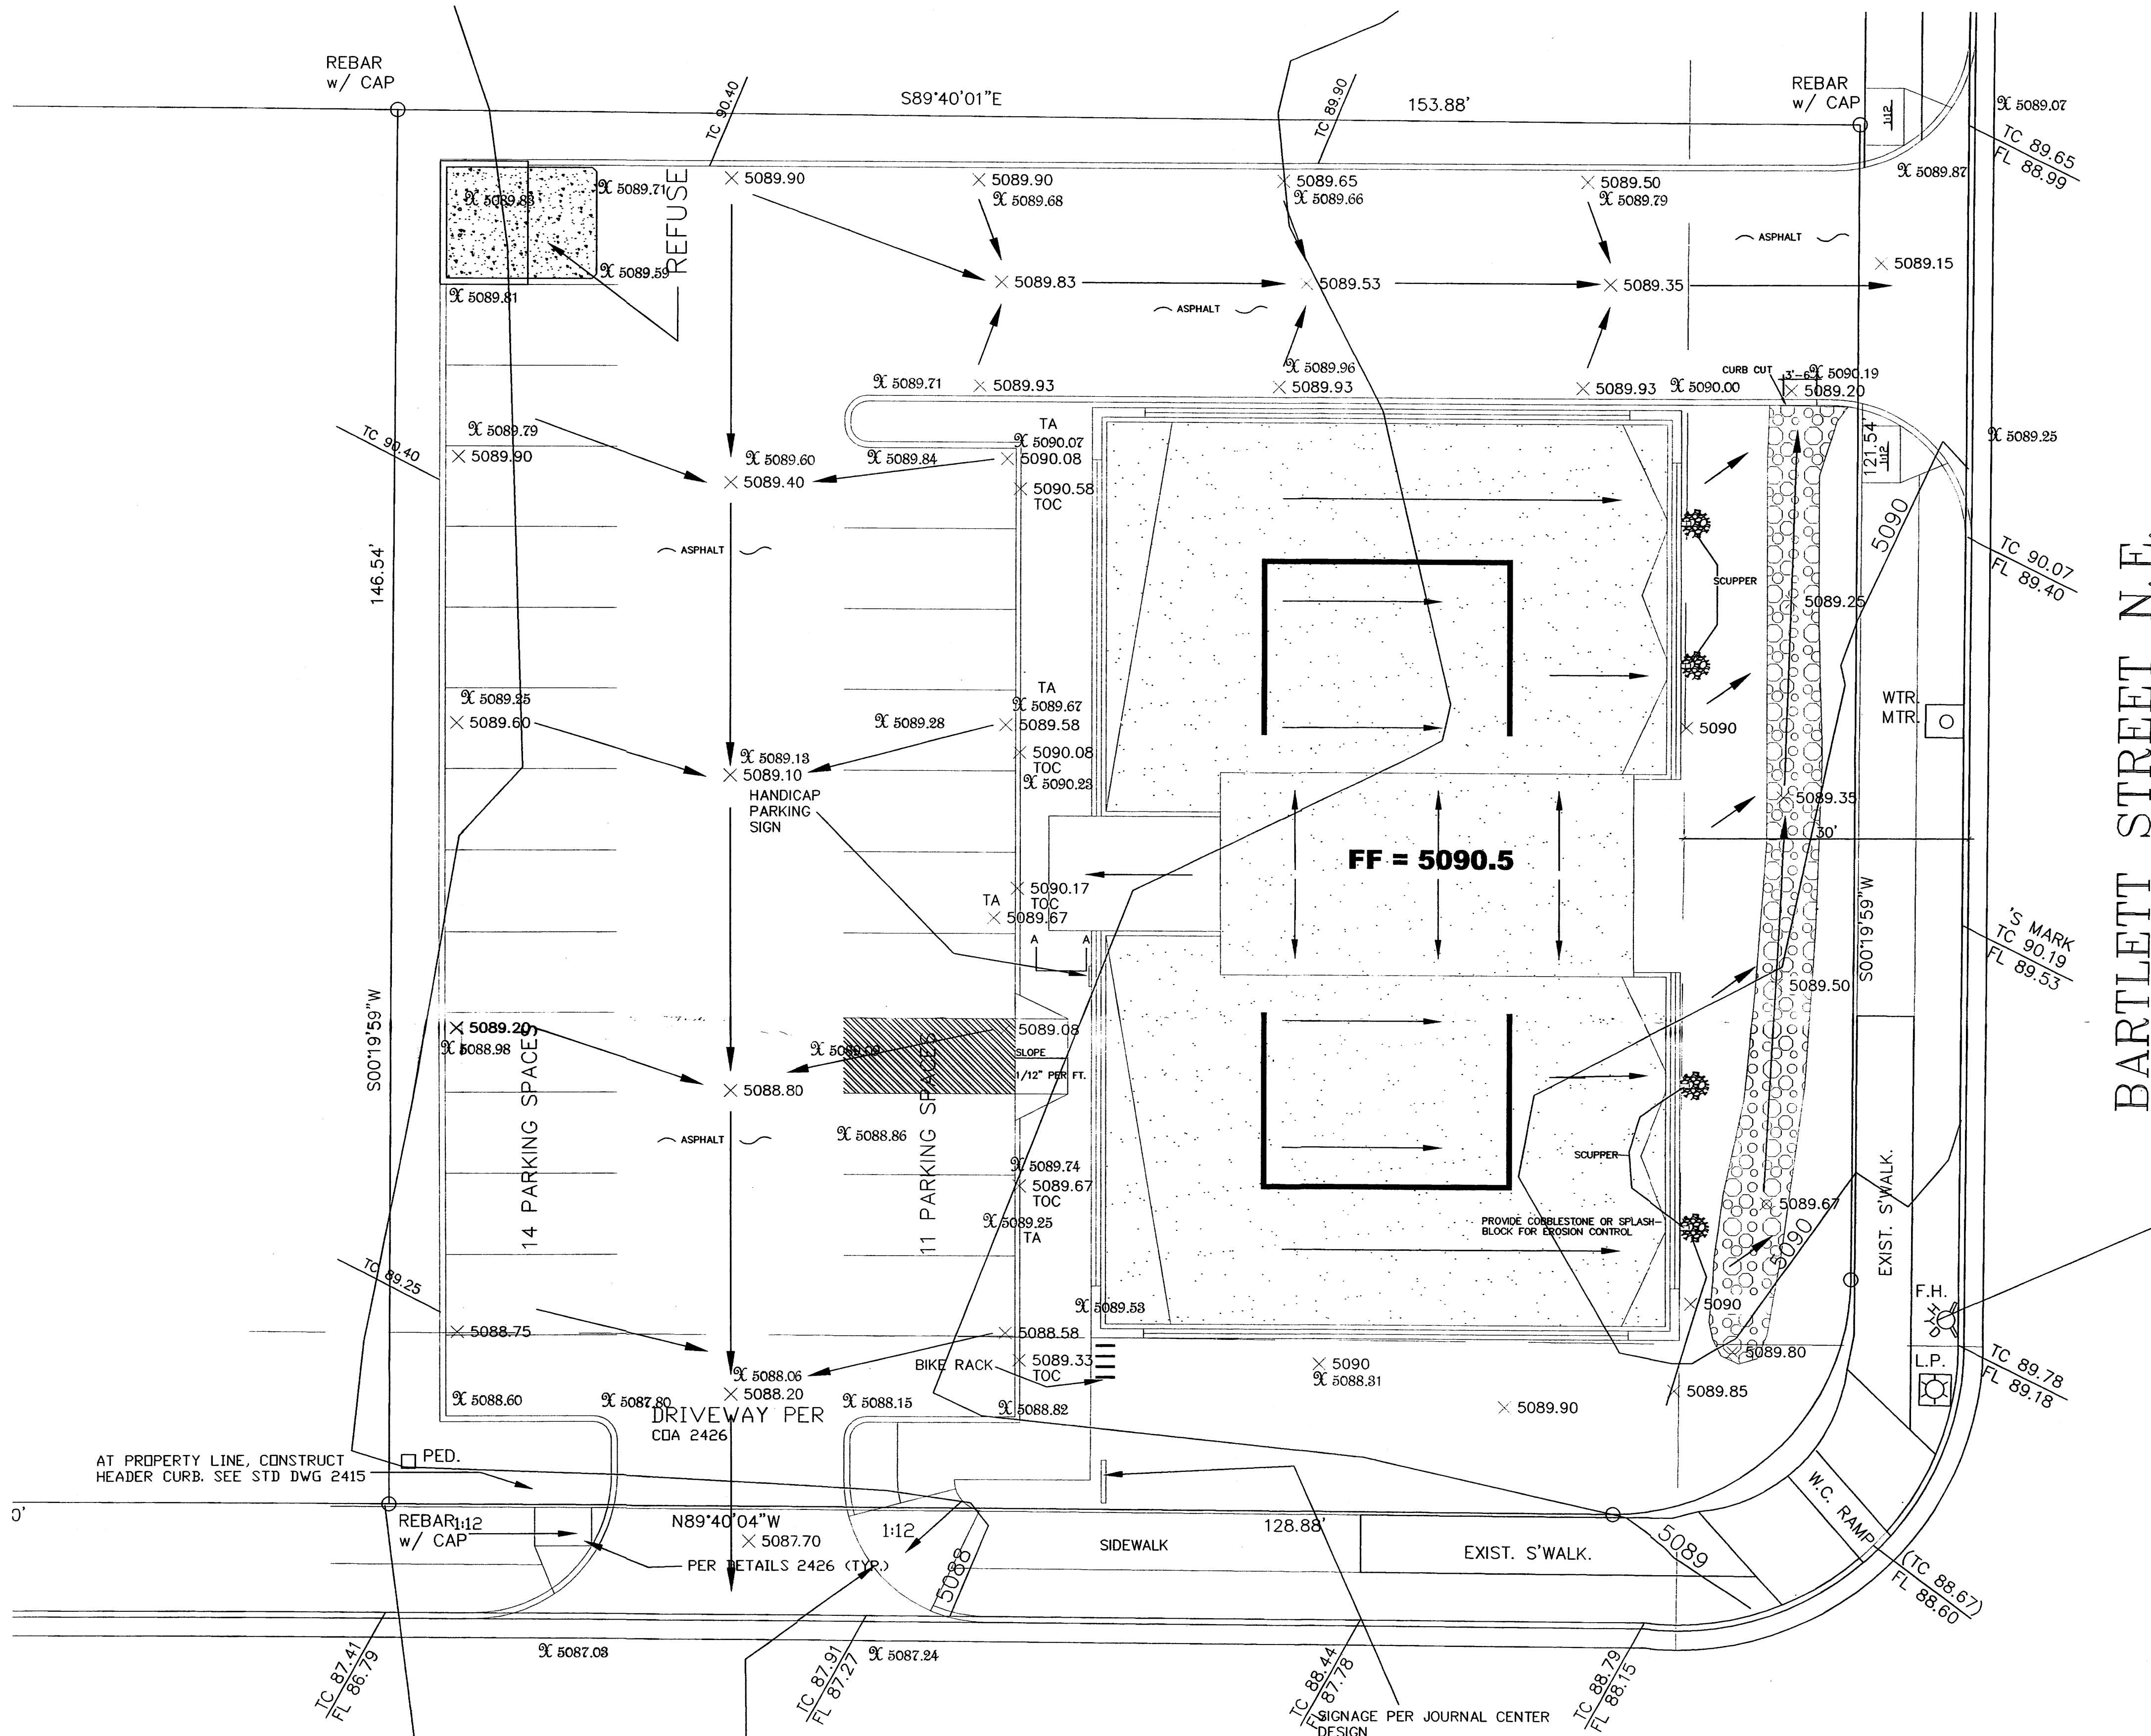 REBAR
w/ CAP
TC 90.40
S89°40'01"E
TC 89.90
153.88'
REBAR
w/ CAP
1:12
X 5089.07
TC 89.65
FL 88.99
X 5089.87
X 5089.83
X 5089.71
REFUSE
X 5089.90
X 5089.90
X 5089.68
X 5089.65
X 5089.66
X 5089.50
X 5089.79
ASPHALT
X 5089.15
X 5089.59
X 5089.81
X 5089.83
X 5089.53
X 5089.35
ASPHALT
X 5089.71
X 5089.93
X 5089.96
X 5089.93
X 5089.93
X 5090.00
CURB CUT
3'-6"
X 5090.19
X 5089.20
TC 90.40
X 5089.79
X 5089.90
X 5089.60
X 5089.40
X 5089.84
TA
X 5090.07
X 5090.08
X 5090.58
TOC
121.54'
1:12
X 5089.25
5090
TC 90.07
FL 89.40
146.54'
ASPHALT
SCUPPER
X 5089.25
BARTLETT STREET N.E.
X 5089.25
X 5089.60
X 5089.28
TA
X 5089.67
X 5089.58
X 5090.08
TOC
X 5090.23
X 5090
WTR.
MTR.
X 5089.13
X 5089.10
HANDICAP
PARKING
SIGN
X 5089.35
30'
FF = 5090.5
X 5090.17
TOC
TA
X 5089.67
A A
S00°19'59"W
S00°19'59"W
'S MARK
TC 90.19
FL 89.53
X 5089.50
X 5089.20
X 5088.98
14 PARKING SPACES
X 5088.80
11 PARKING SPACES
5089.08
SLOPE
1/12" PER FT.
ASPHALT
X 5088.86
X 5089.74
X 5089.67
TOC
X 5089.25
TA
SCUPPER
PROVIDE COBBLESTONE OR SPLASH-
BLOCK FOR EROSION CONTROL
X 5089.67
5090
EXIST. S'WALK.
TC 89.25
X 5088.75
X 5089.53
X 5088.58
X 5089.33
TOC
BIKE RACK
X 5090
X 5088.81
X 5090
X 5089.80
X 5089.85
X 5089.90
F.H.
L.P.
TC 89.78
FL 89.18
X 5088.60
X 5087.80
X 5088.06
X 5088.20
X 5088.15
X 5088.82
DRIVEWAY PER
COA 2426
AT PROPERTY LINE, CONSTRUCT
HEADER CURB. SEE STD DWG 2415
PED.
0'
REBAR
w/ CAP
1:12
N89°40'04"W
X 5087.70
PER DETAILS 2426 (TYP.)
1:12
5088
SIDEWALK
128.88'
EXIST. S'WALK.
5089
W.C. RAMP
(TC 88.67)
FL 88.60
TC 87.41
FL 86.79
X 5087.03
TC 87.91
FL 87.27
X 5087.24
TC 88.44
FL 87.78
TC 88.79
FL 88.15
SIGNAGE PER JOURNAL CENTER
DESIGN